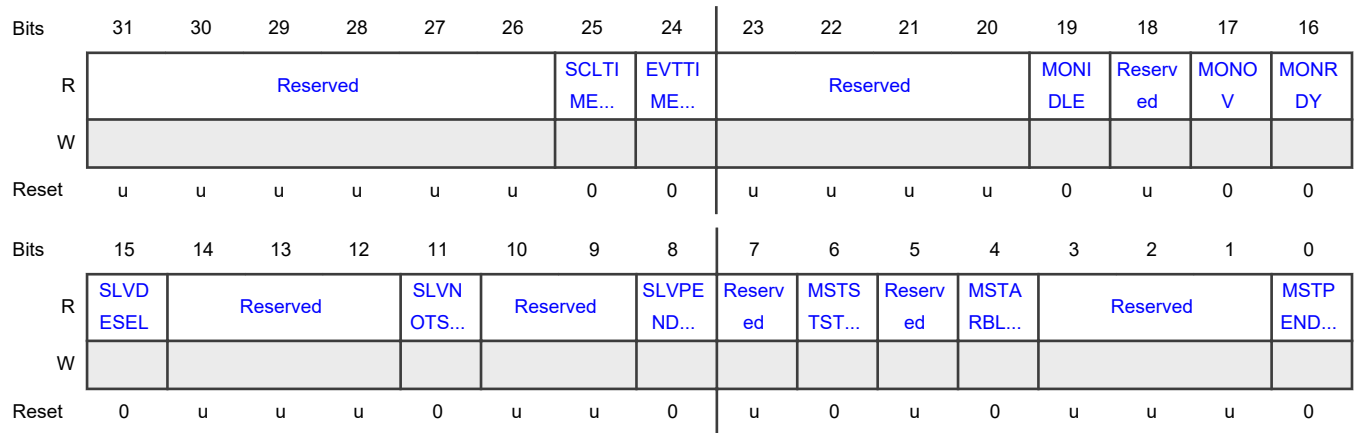 Bits 31 30 29 28 27 26 25 24 23 22 21 20 19 18 17 16
R Reserved SCLTI EVTTI Reserved MONI Reserv MONO MONR
ME... ME... DLE ed V DY
W
Reset u u u u u u 0 0 u u u u 0 u 0 0
Bits 15 14 13 12 11 10 9 8 7 6 5 4 3 2 1 0
R SLVD Reserved SLVN Reserved SLVPE Reserv MSTS Reserv MSTA Reserved MSTP
ESEL OTS... ND... ed TST... ed RBL... END...
W
Reset 0 u u u 0 u u 0 u 0 u 0 u u u 0